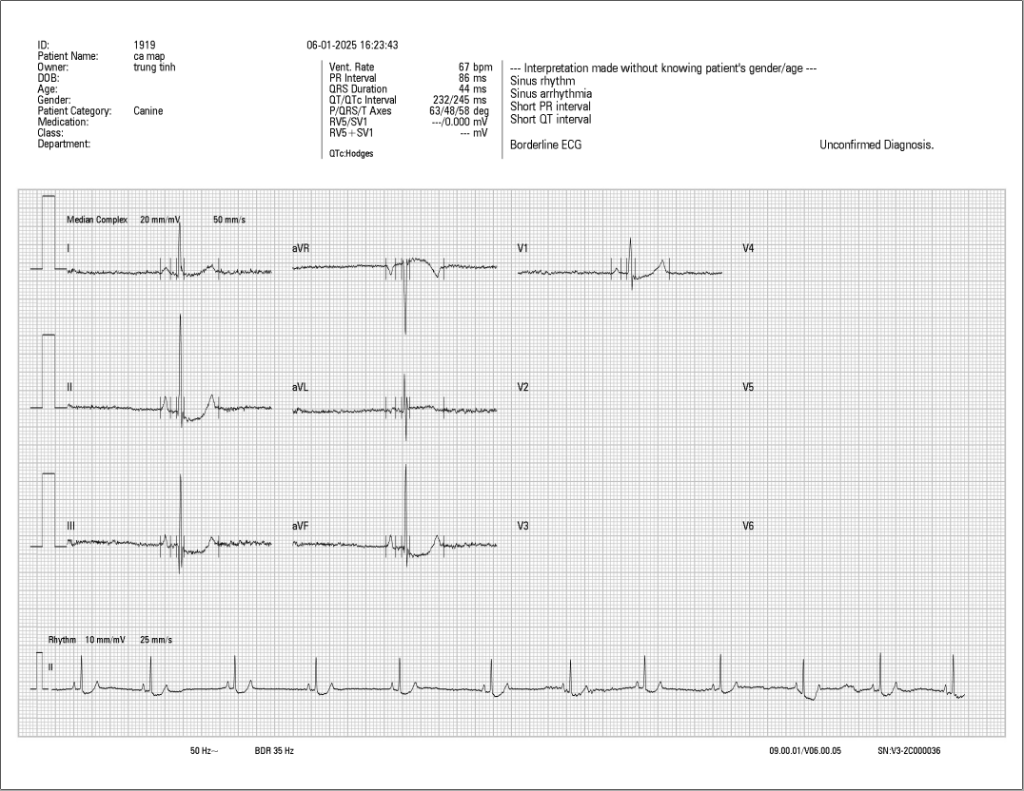 ID: 1919
Patient Name: ca map
Owner: trung tinh
DOB:
Age:
Gender:
Patient Category: Canine
Medication:
Class:
Department:
06-01-2025 16:23:43
Vent. Rate 67 bpm
PR Interval 86 ms
QRS Duration 44 ms
QT/QTc Interval 232/245 ms
P/QRS/T Axes 63/48/58 deg
RV5/SV1 ---/0.000 mV
RV5+SV1 --- mV
QTc:Hodges
--- Interpretation made without knowing patient's gender/age ---
Sinus rhythm
Sinus arrhythmia
Short PR interval
Short QT interval
Borderline ECG Unconfirmed Diagnosis.
Median Complex 20 mm/mV 50 mm/s
I aVR V1 V4
II aVL V2 V5
III aVF V3 V6
Rhythm 10 mm/mV 25 mm/s
II
50 Hz~ BDR 35 Hz 09.00.01/V06.00.05 SN:V3-2C000036